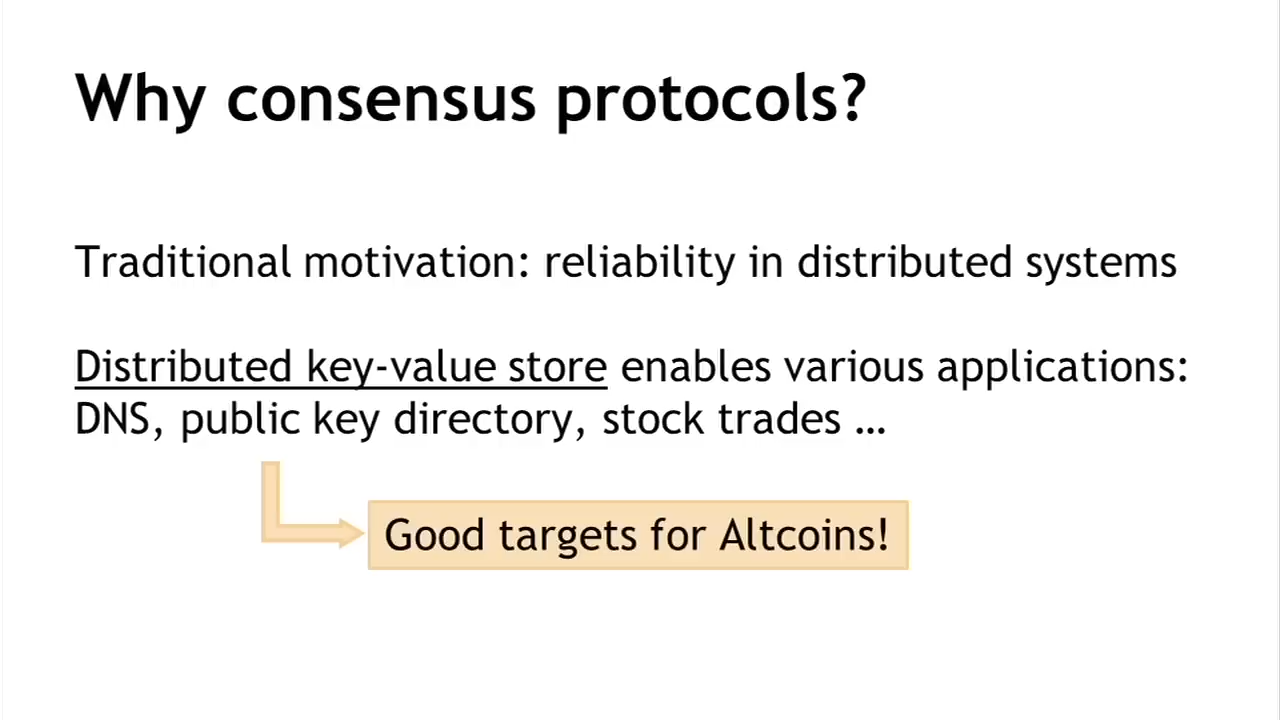 Why consensus protocols?
Traditional motivation: reliability in distributed systems
Distributed key-value store enables various applications:
DNS, public key directory, stock trades …
Good targets for Altcoins!